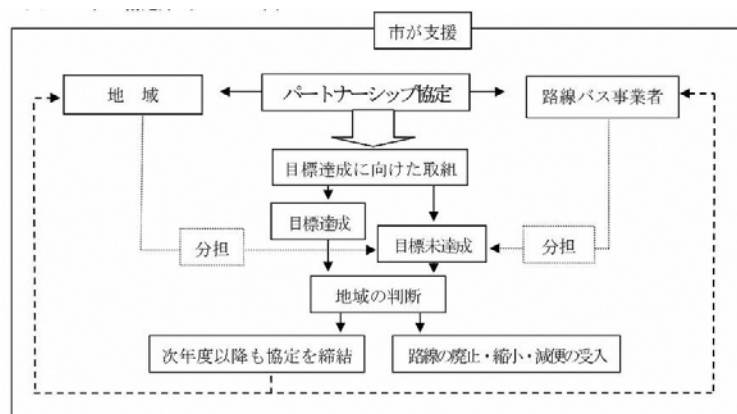 市が支援
地　域
パートナーシップ協定
路線バス事業者
目標達成に向けた取組
目標達成
分担
目標未達成
分担
地域の判断
次年度以降も協定を締結
路線の廃止・縮小・減便の受入